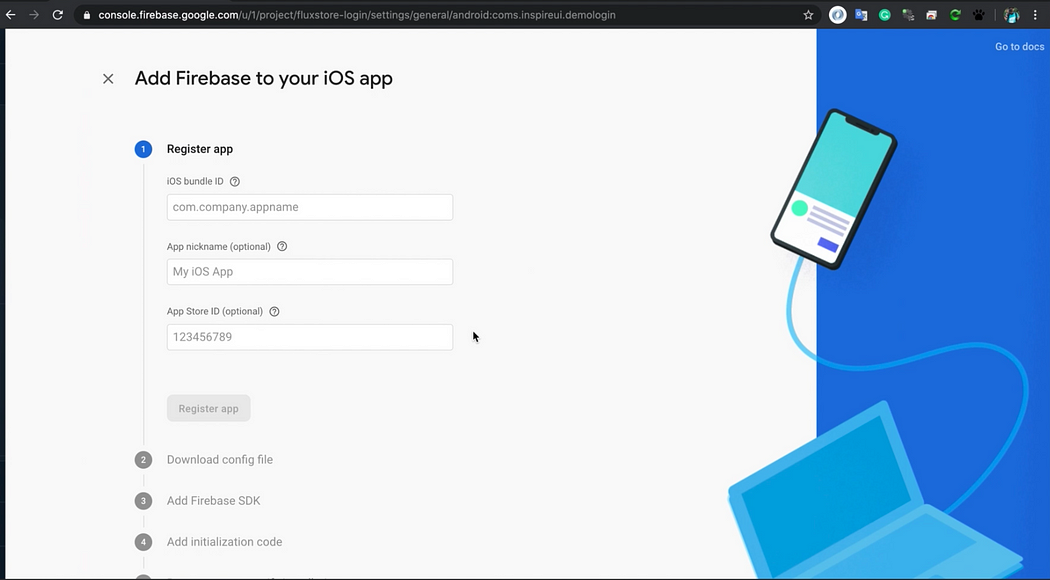 console.firebase.google.com/u/1/project/fluxstore-login/settings/general/android:coms.inspireui.demologin
Go to docs
Add Firebase to your iOS app
1 Register app
iOS bundle ID
com.company.appname
App nickname (optional)
My iOS App
App Store ID (optional)
123456789
Register app
2 Download config file
3 Add Firebase SDK
4 Add initialization code